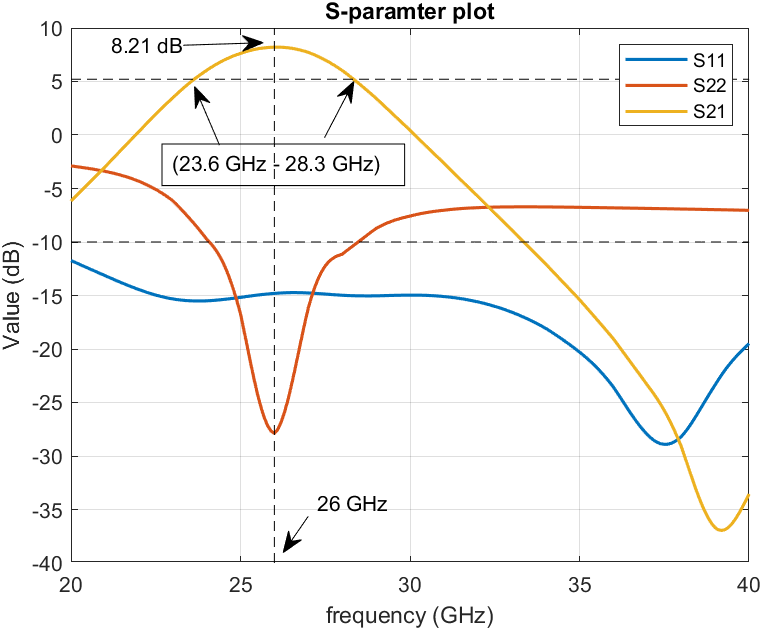 S-paramter plot
8.21 dB
S11
S22
S21
(23.6 GHz - 28.3 GHz)
26 GHz
10
5
0
-5
-10
-15
-20
-25
-30
-35
-40
20
25
30
35
40
Value (dB)
frequency (GHz)